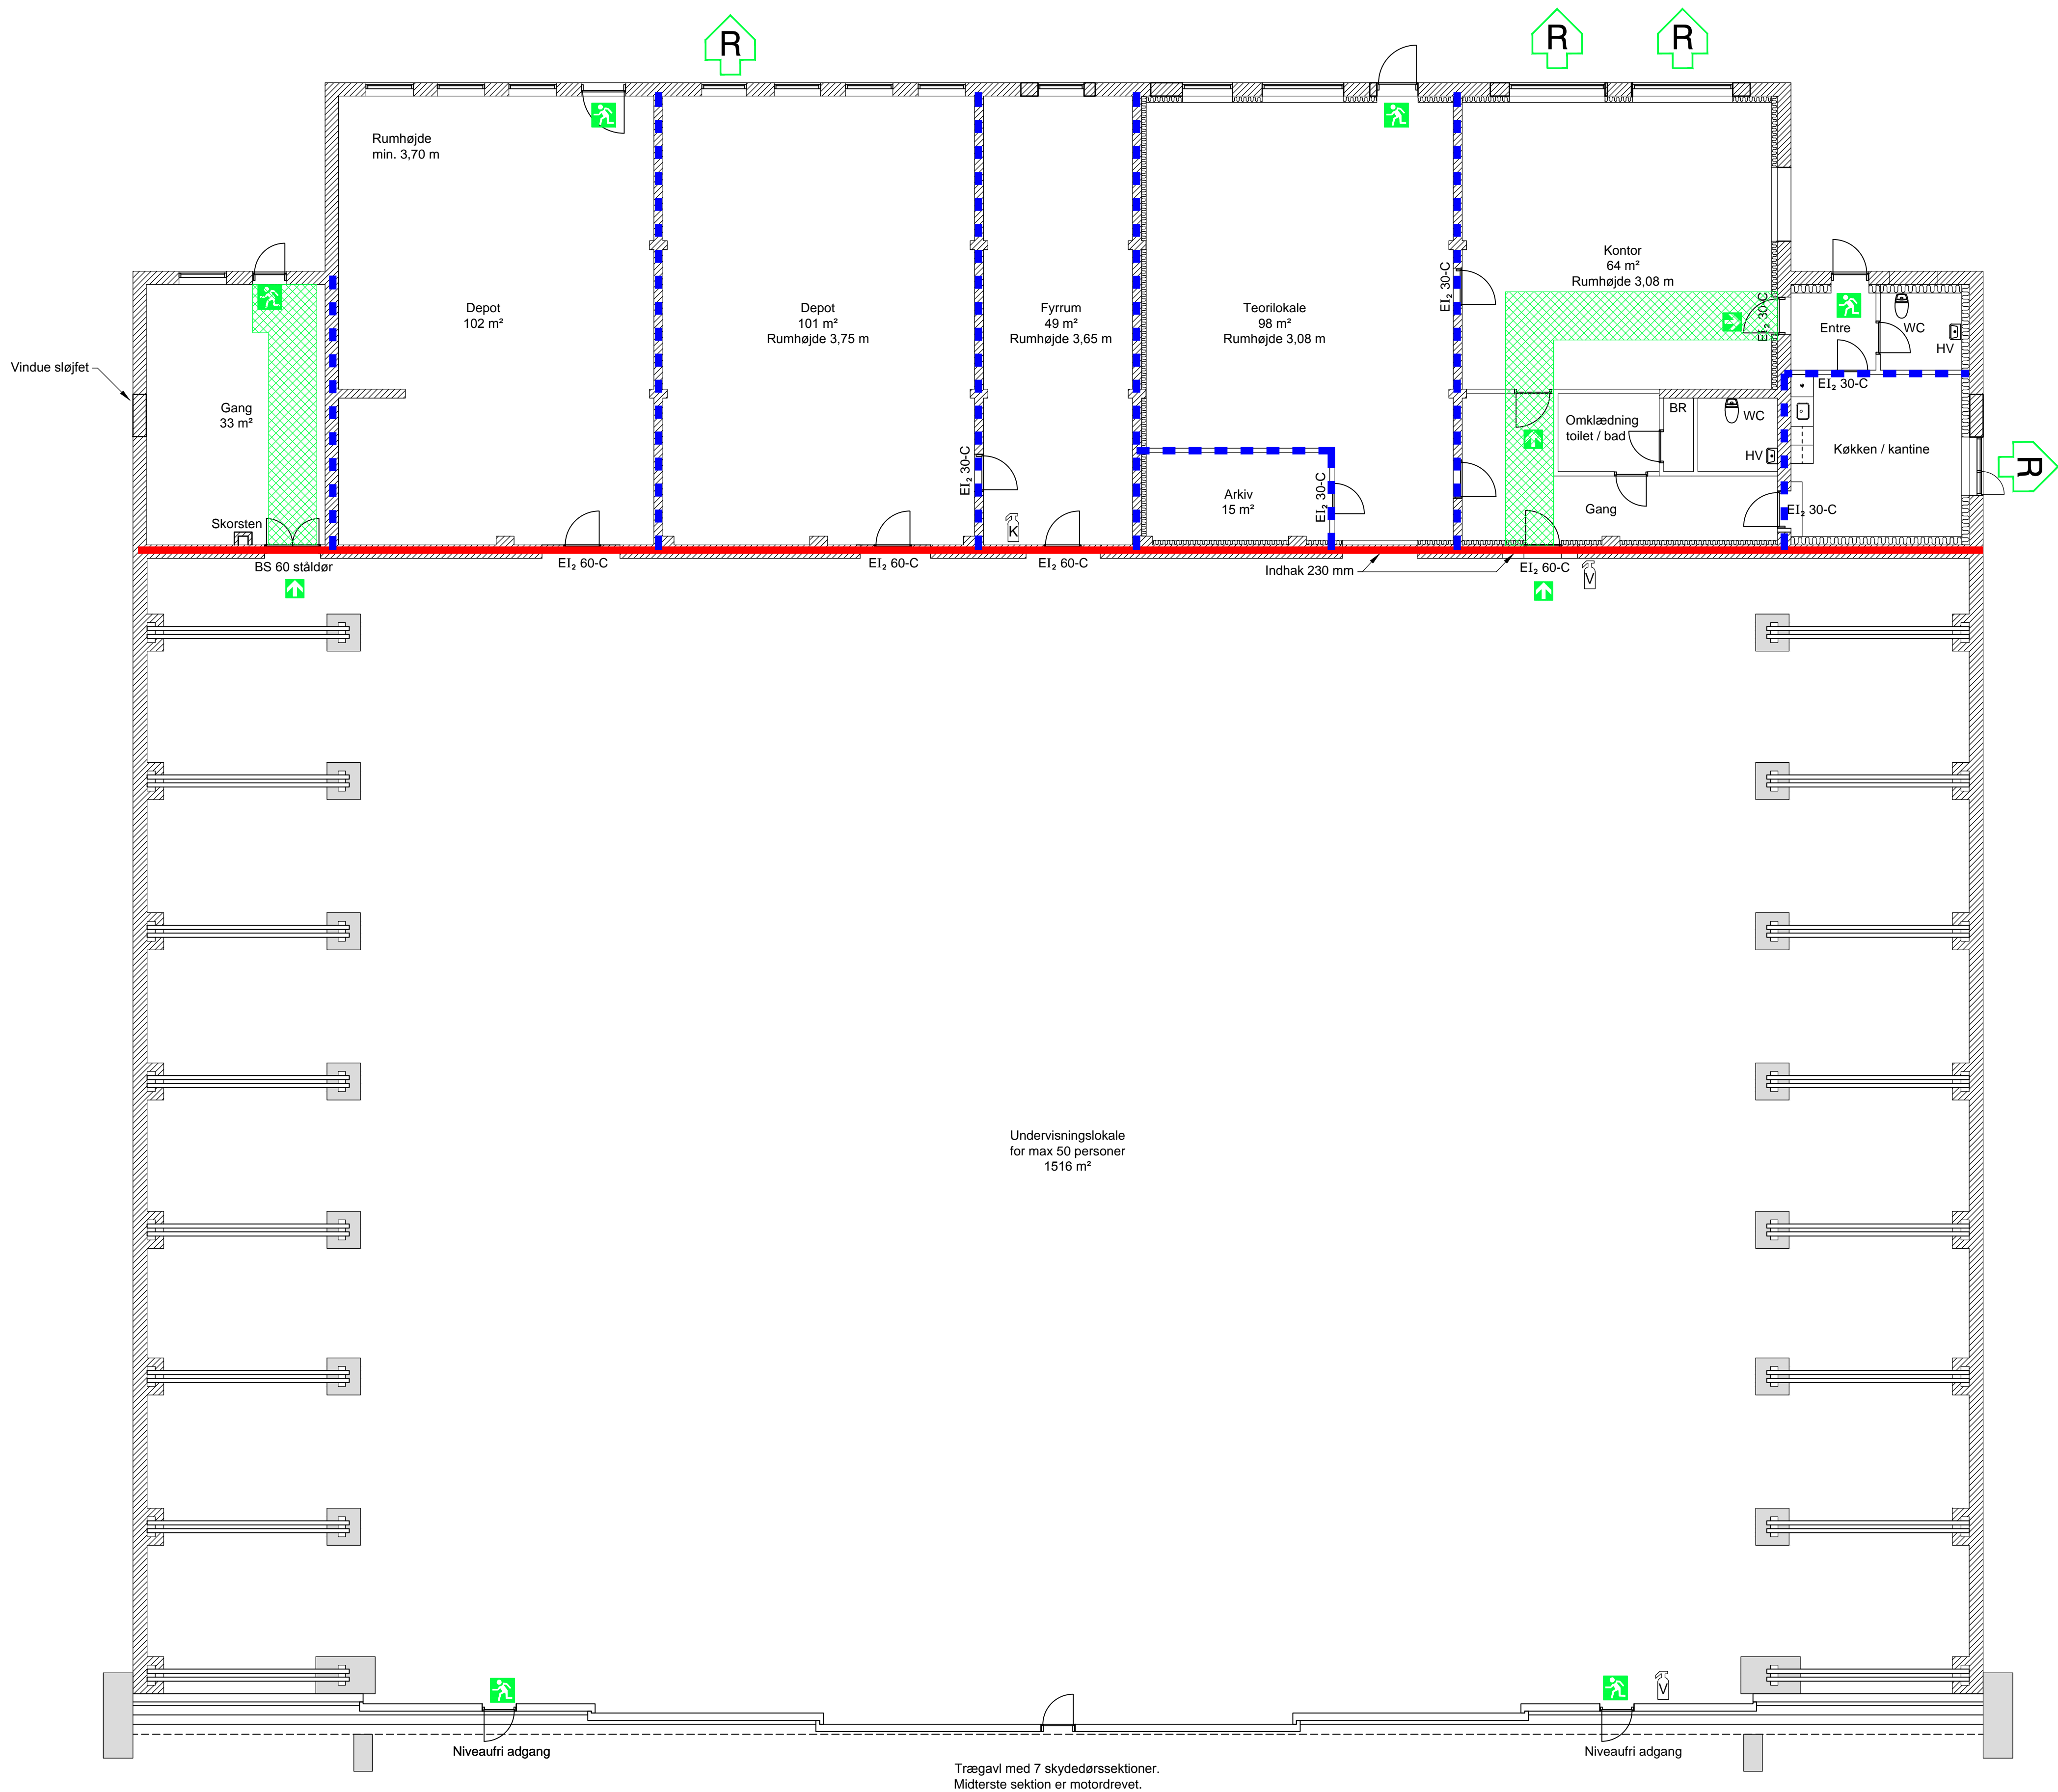 R
R
R
Rumhøjde
min. 3,70 m
Vindue sløjfet
Gang
33 m²
Skorsten
Depot
102 m²
Depot
101 m²
Rumhøjde 3,75 m
Fyrrum
49 m²
Rumhøjde 3,65 m
Teorilokale
98 m²
Rumhøjde 3,08 m
Kontor
64 m²
Rumhøjde 3,08 m
EI₂ 30-C
EI₂ 30-C
Entre
WC
HV
EI₂ 30-C
Omklædning
toilet / bad
BR
WC
HV
Køkken / kantine
R
EI₂ 30-C
K
Arkiv
15 m²
EI₂ 30-C
Gang
EI₂ 30-C
BS 60 ståldør
EI₂ 60-C
EI₂ 60-C
EI₂ 60-C
Indhak 230 mm
EI₂ 60-C
V
Undervisningslokale
for max 50 personer
1516 m²
V
Niveaufri adgang
Niveaufri adgang
Trægavl med 7 skydedørssektioner.
Midterste sektion er motordrevet.